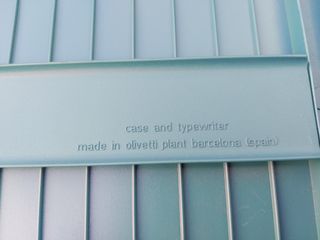 case and typewriter
made in olivetti plant barcelona (spain)